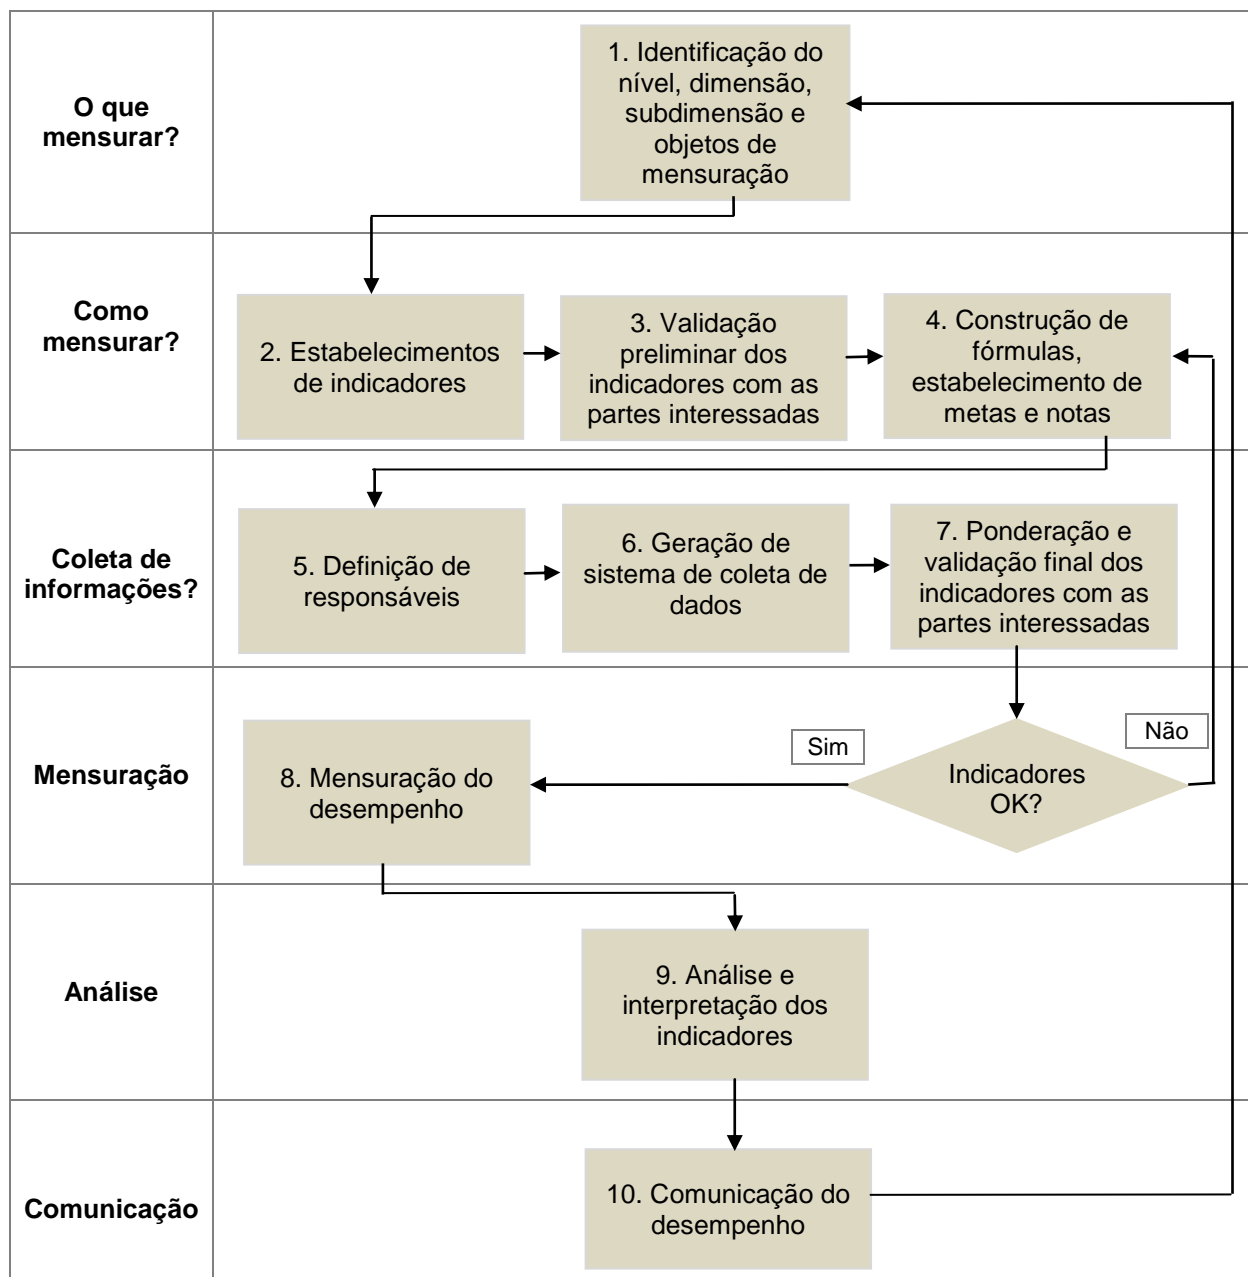 O que
mensurar?
1. Identificação do
nível, dimensão,
subdimensão e
objetos de
mensuração
Como
mensurar?
2. Estabelecimentos
de indicadores
3. Validação
preliminar dos
indicadores com as
partes interessadas
4. Construção de
fórmulas,
estabelecimento de
metas e notas
Coleta de
informações?
5. Definição de
responsáveis
6. Geração de
sistema de coleta de
dados
7. Ponderação e
validação final dos
indicadores com as
partes interessadas
Mensuração
8. Mensuração do
desempenho
Sim
Indicadores
OK?
Não
Análise
9. Análise e
interpretação dos
indicadores
Comunicação
10. Comunicação do
desempenho